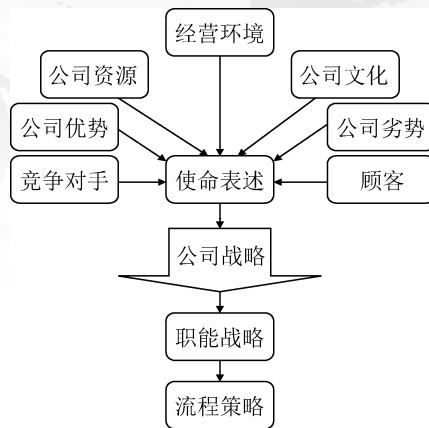 经营环境
公司资源
公司文化
公司优势
公司劣势
竞争对手
使命表述
顾客
公司战略
职能战略
流程策略